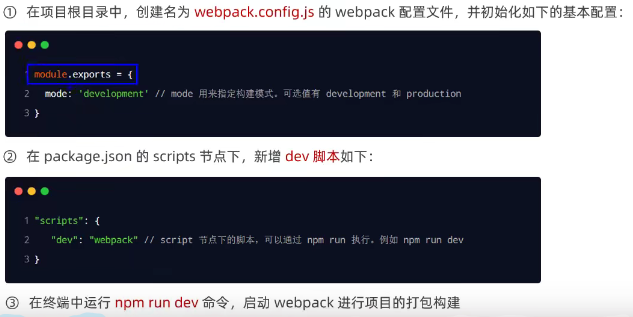 ① 在项目根目录中，创建名为 webpack.config.js 的 webpack 配置文件，并初始化如下的基本配置：
1 module.exports = {
2 mode: 'development' // mode 用来指定构建模式。可选值有 development 和 production
3 }
② 在 package.json 的 scripts 节点下，新增 dev 脚本如下：
1 "scripts": {
2 "dev": "webpack" // script 节点下的脚本，可以通过 npm run 执行。例如 npm run dev
3 }
③ 在终端中运行 npm run dev 命令，启动 webpack 进行项目的打包构建